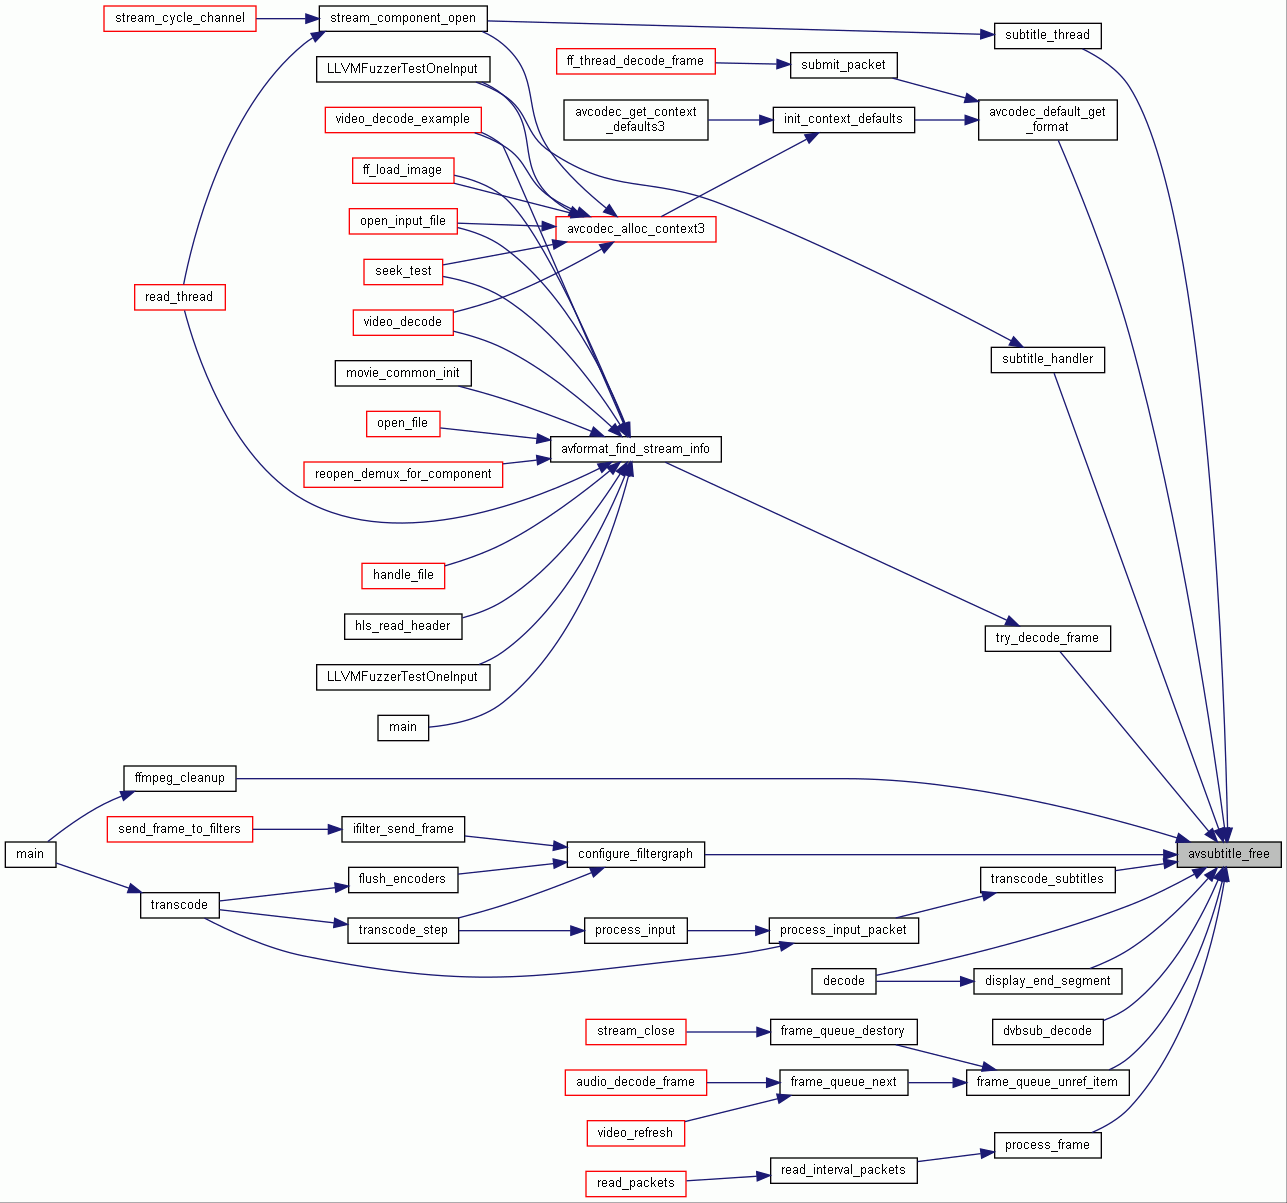 stream_cycle_channel
stream_component_open
subtitle_thread
LLVMFuzzerTestOneInput
ff_thread_decode_frame
submit_packet
video_decode_example
avcodec_get_context
_defaults3
init_context_defaults
avcodec_default_get
_format
ff_load_image
open_input_file
avcodec_alloc_context3
seek_test
read_thread
video_decode
subtitle_handler
movie_common_init
open_file
avformat_find_stream_info
reopen_demux_for_component
handle_file
hls_read_header
try_decode_frame
LLVMFuzzerTestOneInput
main
ffmpeg_cleanup
send_frame_to_filters
ifilter_send_frame
main
configure_filtergraph
avsubtitle_free
flush_encoders
transcode_subtitles
transcode
transcode_step
process_input
process_input_packet
decode
display_end_segment
stream_close
frame_queue_destory
dvbsub_decode
audio_decode_frame
frame_queue_next
frame_queue_unref_item
video_refresh
process_frame
read_packets
read_interval_packets